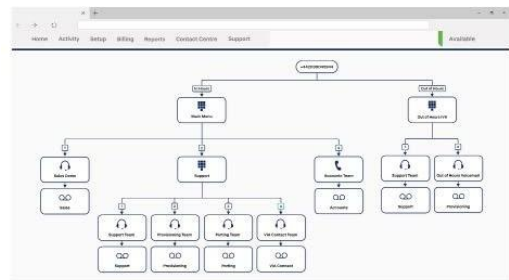 Home Activity Setup Billing Reports Contact Centre Support Available
In Hours Out of Hours
Main Menu Out of Hours IVR
Sales Centre Support Accounts Team Support Team Out of Hours Voicemail
Sales Accounts Support Provisioning
Support Team Provisioning Team Porting Team VIA Contact Team
Support Provisioning Porting VIA Contact